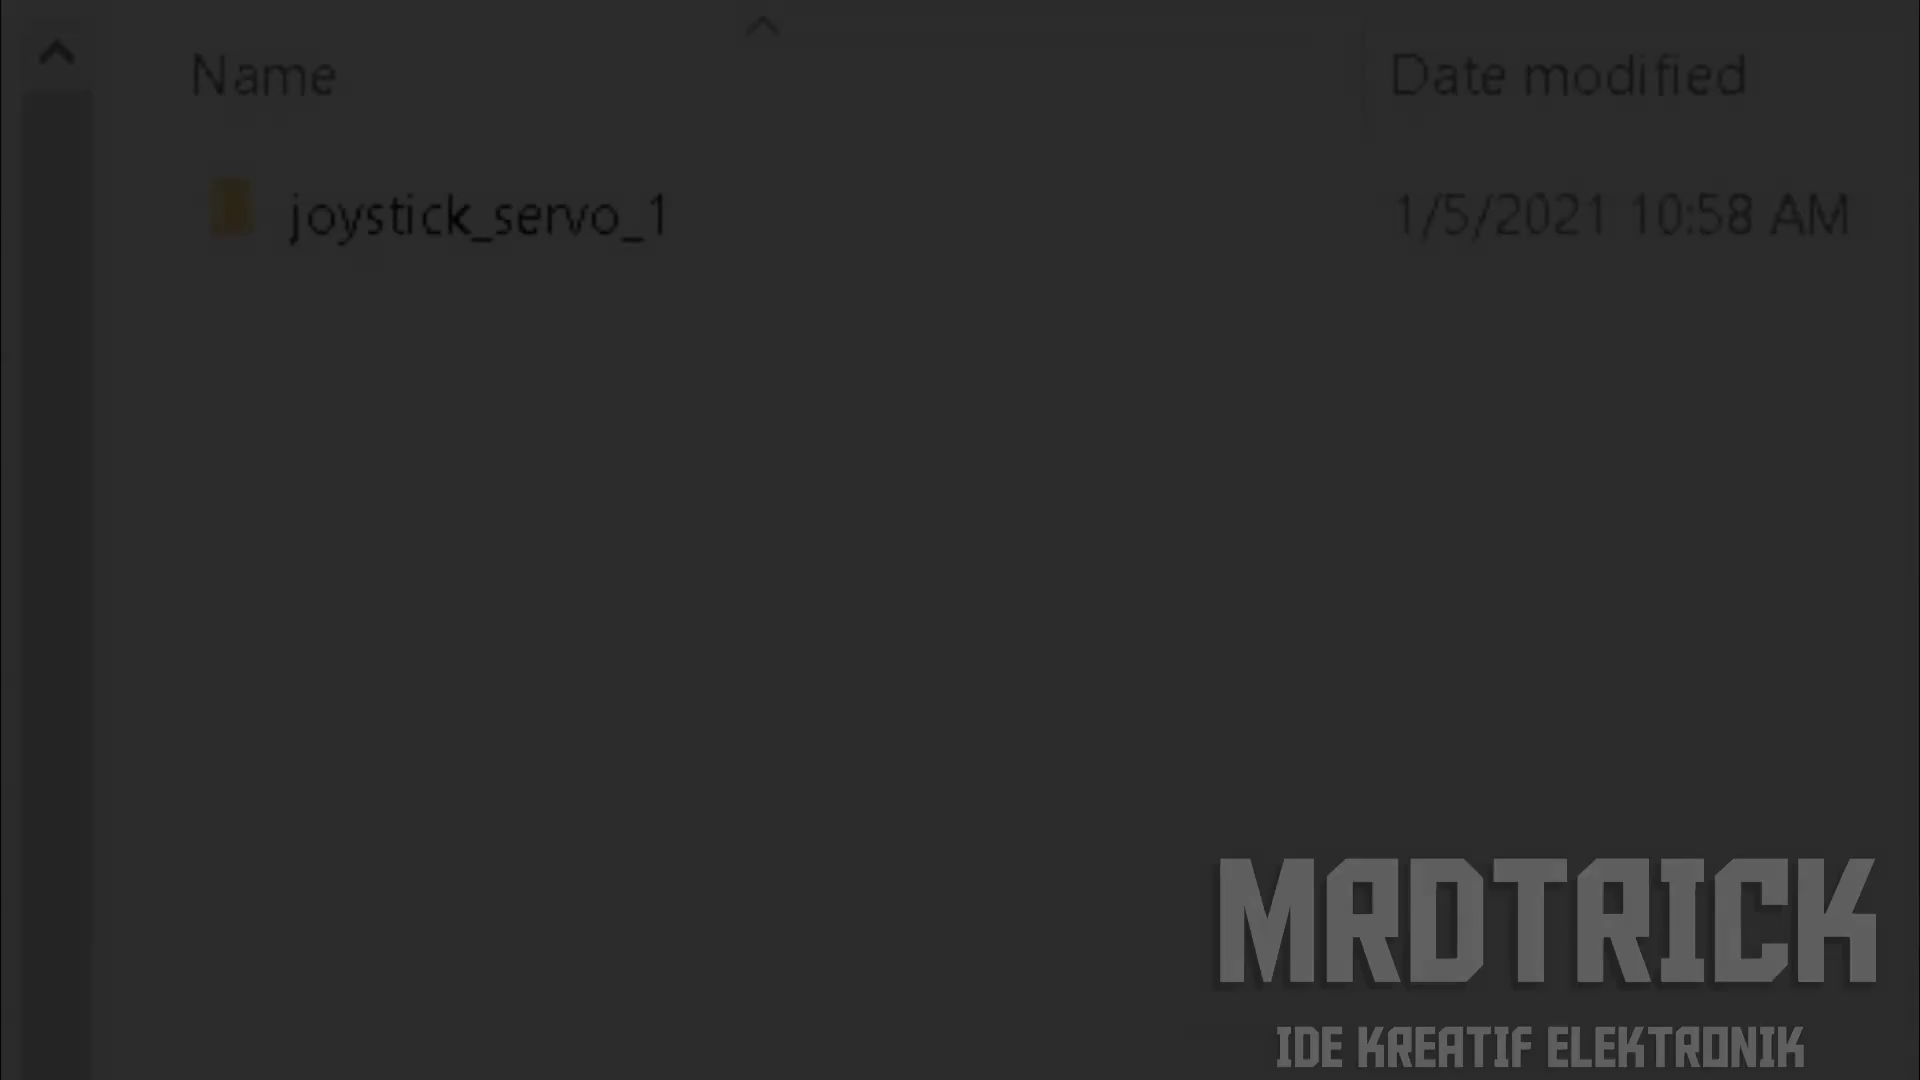 Name Date modified
joystick_servo_1 1/5/2021 10:58 AM
MRDTRICK
IDE KREATIF ELEKTRONIK